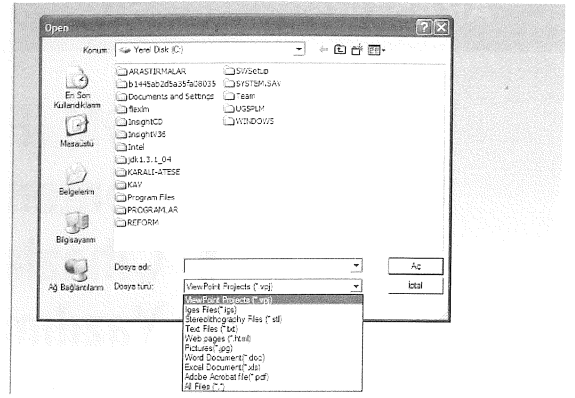 Open
Konum: Yerel Disk (C:)
En Son Kullandıklarım
Masaüstü
Belgelerim
Bilgisayarım
Ağ Bağlantılarım
ARASTIRMALAR
b1445ab2d5a35fa08035
Documents and Settings
flexlm
InsightCD
InsightV36
Intel
jdk1.3.1_04
KARALI-ATESE
KAV
Program Files
PROGRAMLAR
REFORM
SWSetup
SYSTEM.SAV
Team
UGSPLM
WINDOWS
Dosya adı:
Aç
Dosya türü: ViewPoint Projects (*.vpj)
İptal
ViewPoint Projects (*.vpj)
Iges Files(*.igs)
Stereolithography Files (*.stl)
Text Files (*.txt)
Web pages (*.html)
Pictures(*.jpg)
Word Document(*.doc)
Excel Document(*.xls)
Adobe Acrobat file(*.pdf)
All Files (*.*)